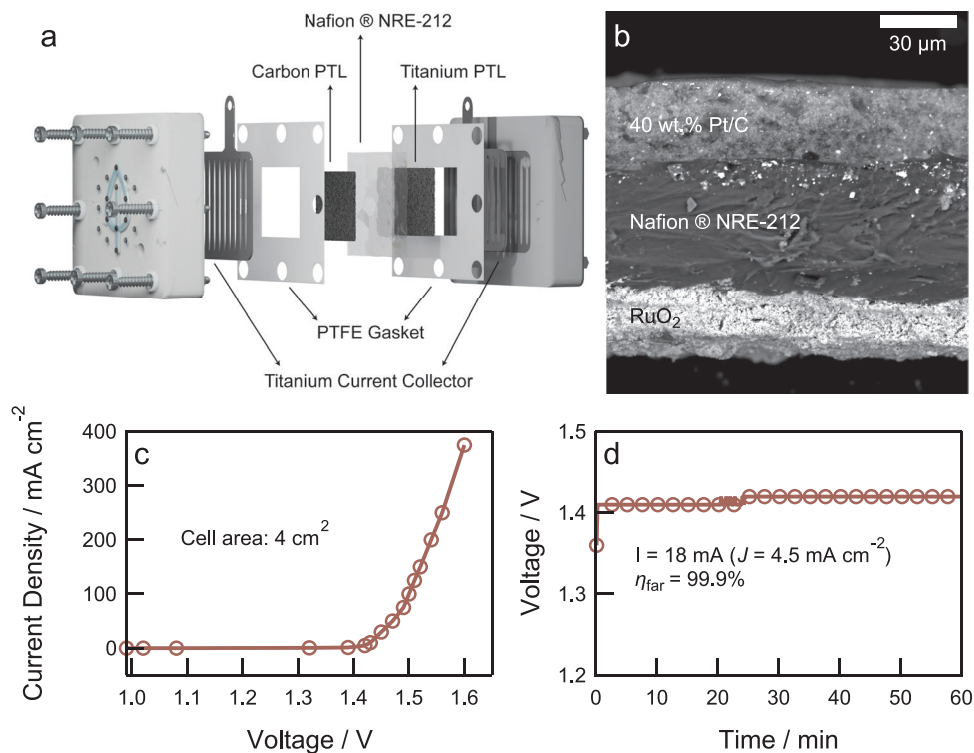 a
Nafion ® NRE-212
Carbon PTL
Titanium PTL
PTFE Gasket
Titanium Current Collector
b
30 µm
40 wt.% Pt/C
Nafion ® NRE-212
RuO2
c
Current Density / mA cm-2
400
300
200
100
0
Cell area: 4 cm2
1.0 1.1 1.2 1.3 1.4 1.5 1.6
Voltage / V
d
Voltage / V
1.5
1.4
1.3
1.2
I = 18 mA (J = 4.5 mA cm-2)
ηfar = 99.9%
0 10 20 30 40 50 60
Time / min